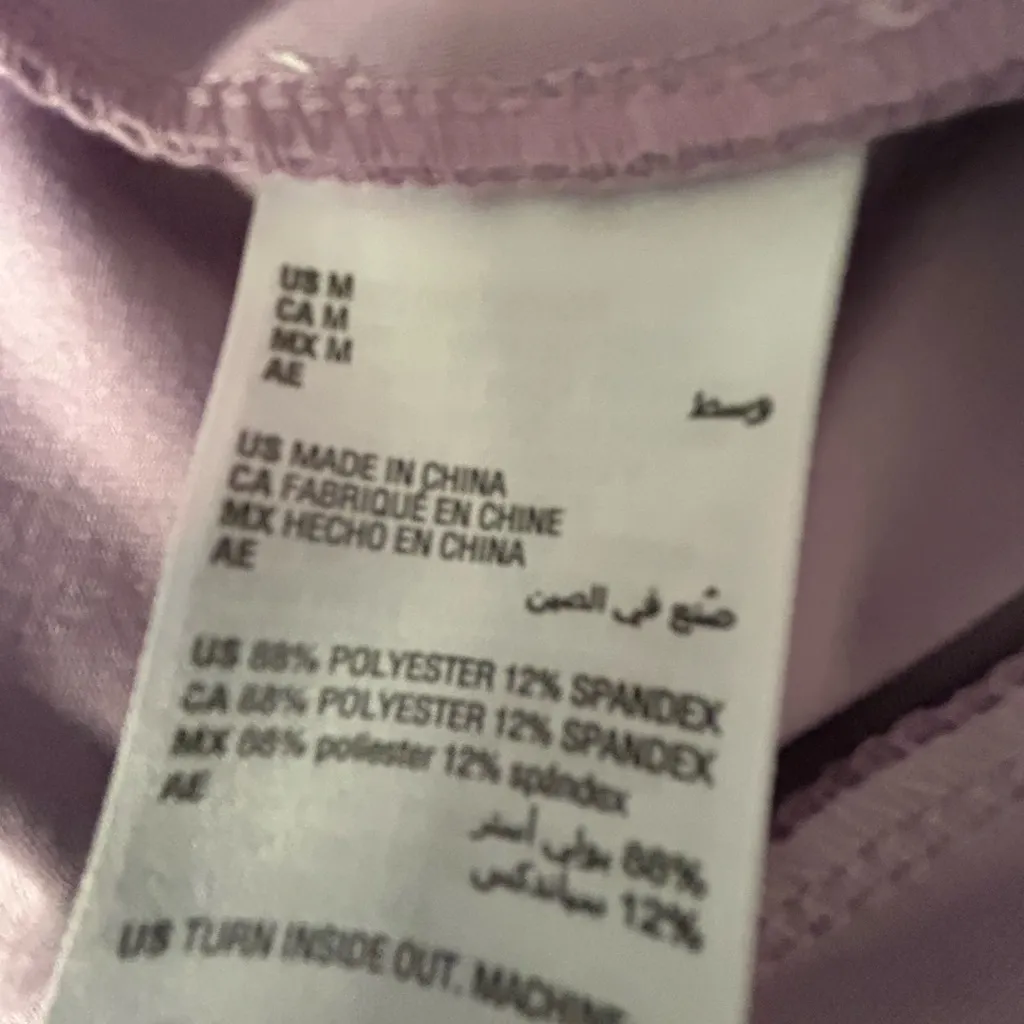 US M
CA M
MX M
AE
وسط
US MADE IN CHINA
CA FABRIQUÉ EN CHINE
MX HECHO EN CHINA
AE
صُنع في الصين
US 88% POLYESTER 12% SPANDEX
CA 88% POLYESTER 12% SPANDEX
MX 88% poliester 12% spandex
AE
88% بولي أستر
12% سباندكس
US TURN INSIDE OUT. MACHINE